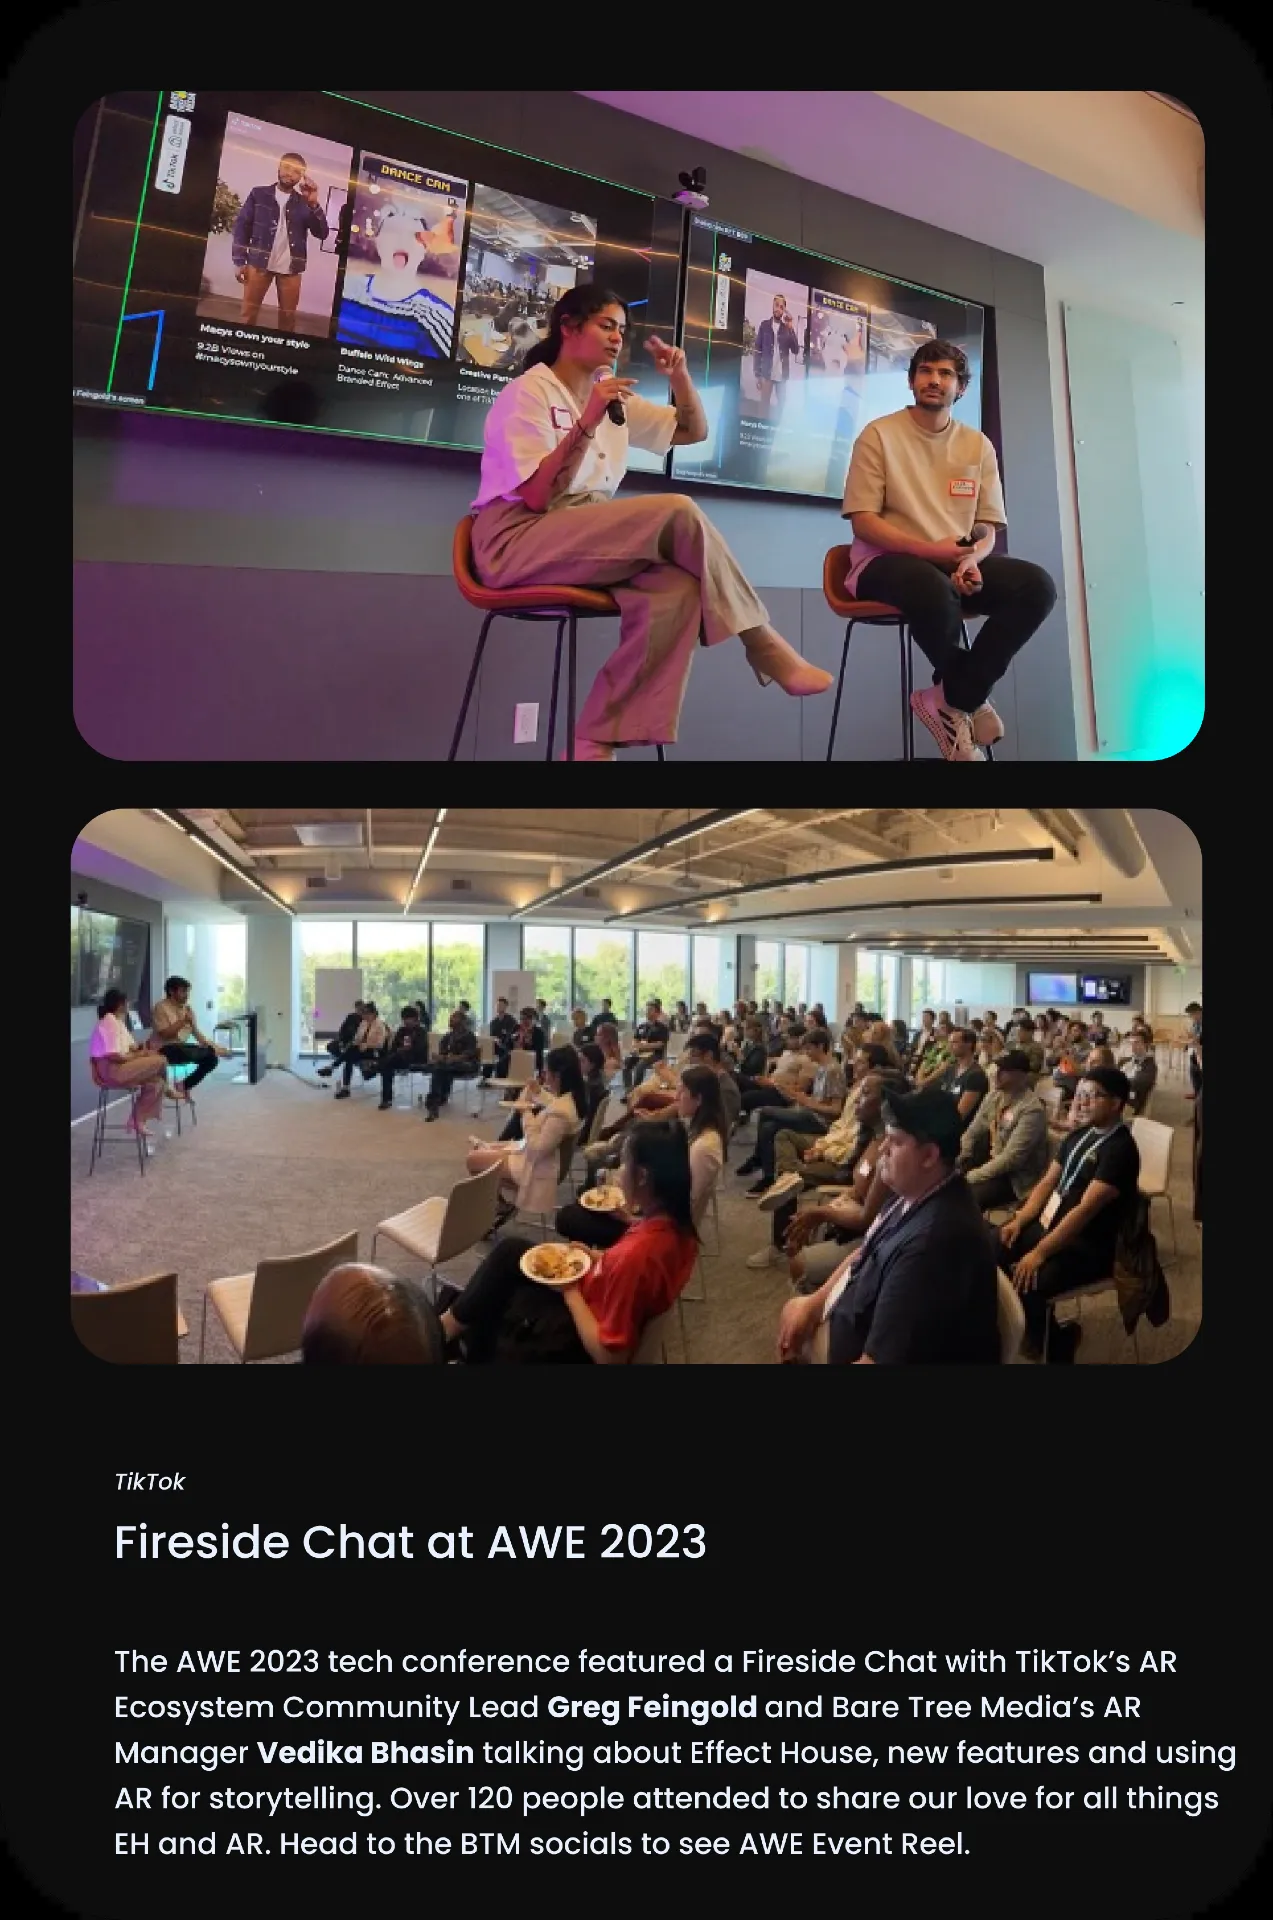 TikTok
TikTok
DANCE CAM
Macys Own your style
9.2B Views on
#macysownyourstyle
Buffalo Wild Wings
Dance Cam: Advanced
Branded Effect
Creative
Location
one of
Feingold's screen
DANCE CAM
TikTok
Fireside Chat at AWE 2023
The AWE 2023 tech conference featured a Fireside Chat with TikTok’s AR
Ecosystem Community Lead Greg Feingold and Bare Tree Media’s AR
Manager Vedika Bhasin talking about Effect House, new features and using
AR for storytelling. Over 120 people attended to share our love for all things
EH and AR. Head to the BTM socials to see AWE Event Reel.